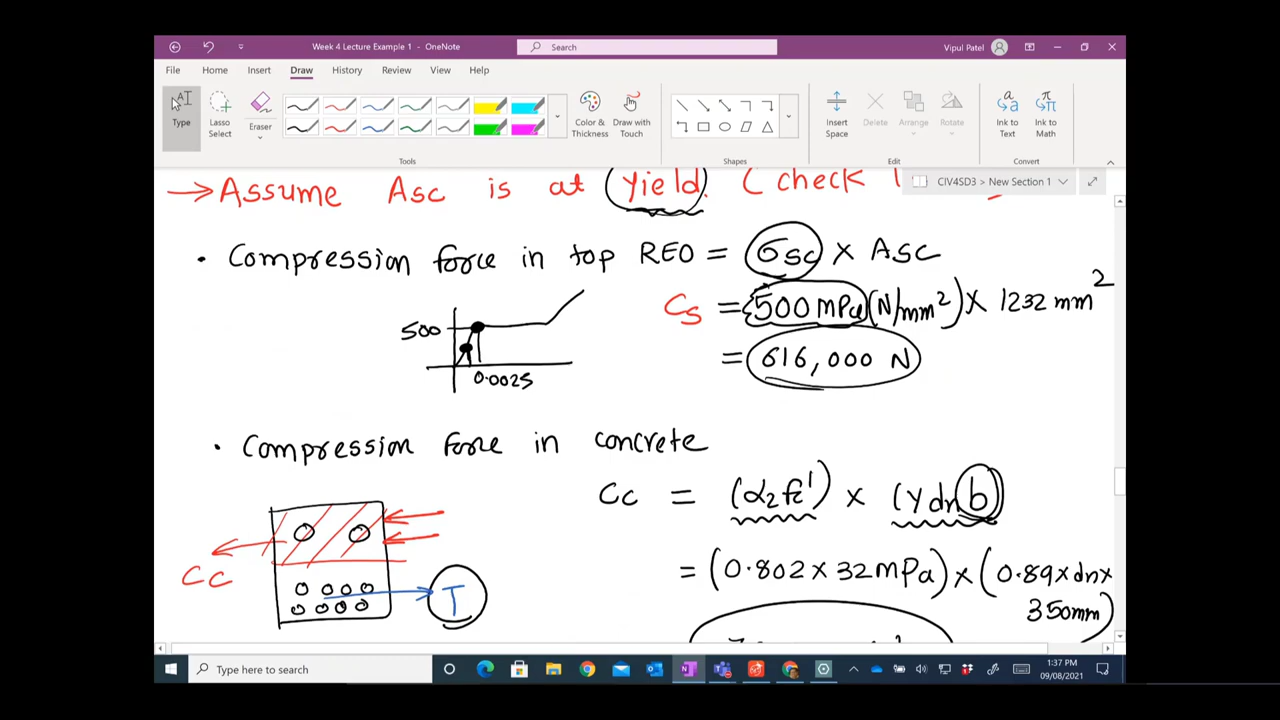 Week 4 Lecture Example 1 - OneNote
Search
Vipul Patel
File Home Insert Draw History Review View Help
Type
Lasso Select
Eraser
Color & Thickness
Draw with Touch
Insert Space
Delete
Arrange
Rotate
Ink to Text
Ink to Math
Tools
Shapes
Edit
Convert
CIV4SD3 > New Section 1
→ Assume Asc is at yield. (check
• Compression force in top REO = σsc × Asc
Cs = 500 MPa (N/mm²) × 1232 mm²
= 616,000 N
500
0.0025
• Compression force in concrete
Cc = (α2fc') × (γ dn b)
= (0.802 × 32 MPa) × (0.89 × dn ×
350mm)
Cc
T
Type here to search
1:37 PM
09/08/2021